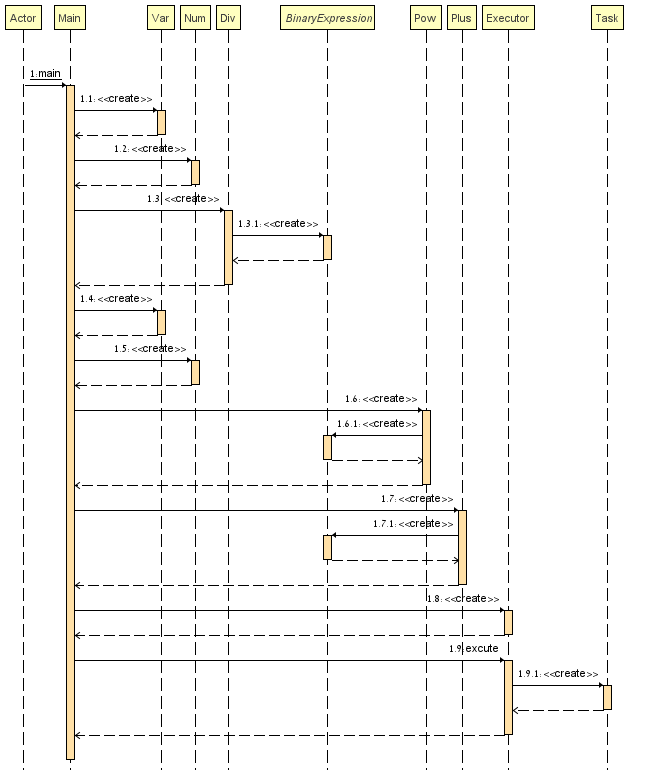 Actor Main Var Num Div BinaryExpression Pow Plus Executor Task
1:main
1.1: <<create>>
1.2: <<create>>
1.3: <<create>>
1.3.1: <<create>>
1.4: <<create>>
1.5: <<create>>
1.6: <<create>>
1.6.1: <<create>>
1.7: <<create>>
1.7.1: <<create>>
1.8: <<create>>
1.9: excute
1.9.1: <<create>>